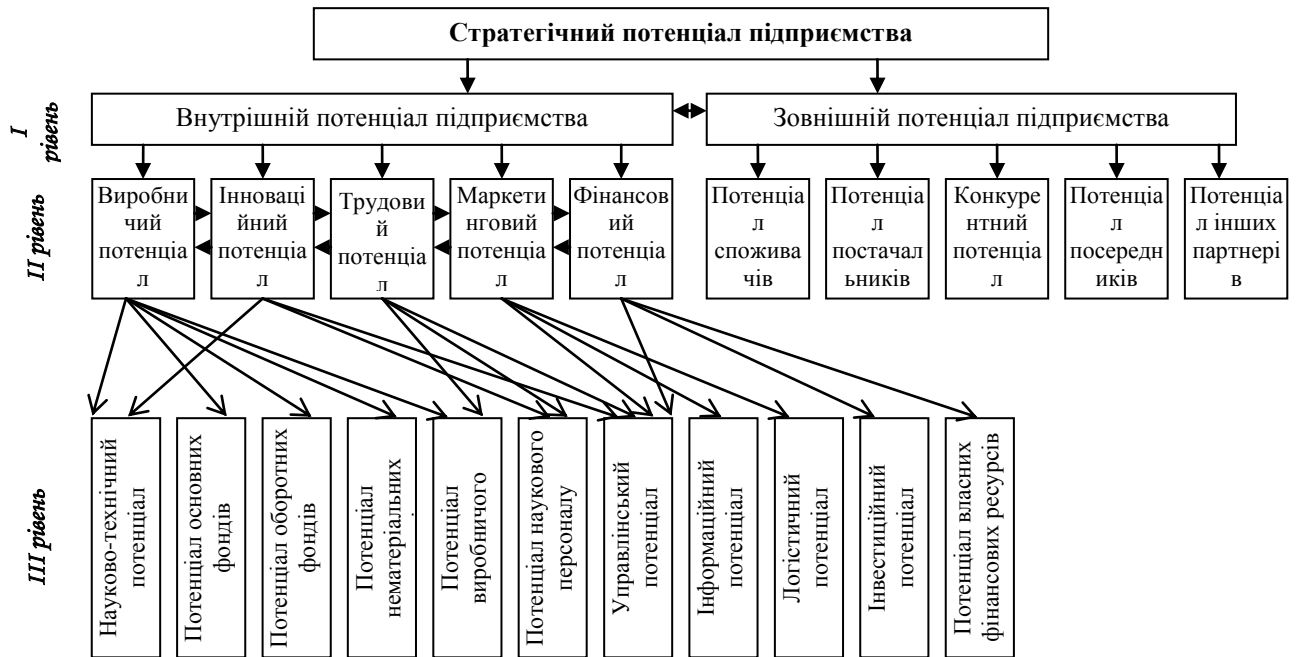 Стратегічний потенціал підприємства
I
рівень
Внутрішній потенціал підприємства
Зовнішній потенціал підприємства
II рівень
Виробни
чий
потенціа
л
Інноваці
йний
потенціа
л
Трудови
й
потенціа
л
Маркети
нговий
потенціа
л
Фінансов
ий
потенціа
л
Потенціа
л
спожива
чів
Потенціа
л
постачал
ьників
Конкуре
нтний
потенціа
л
Потенціа
л
посередн
иків
Потенціа
л інших
партнері
в
III рівень
Науково-технічний
потенціал
Потенціал основних
фондів
Потенціал оборотних
фондів
Потенціал
нематеріальних
Потенціал
виробничого
Потенціал наукового
персоналу
Управлінський
потенціал
Інформаційний
потенціал
Логістичний
потенціал
Інвестиційний
потенціал
Потенціал власних
фінансових ресурсів